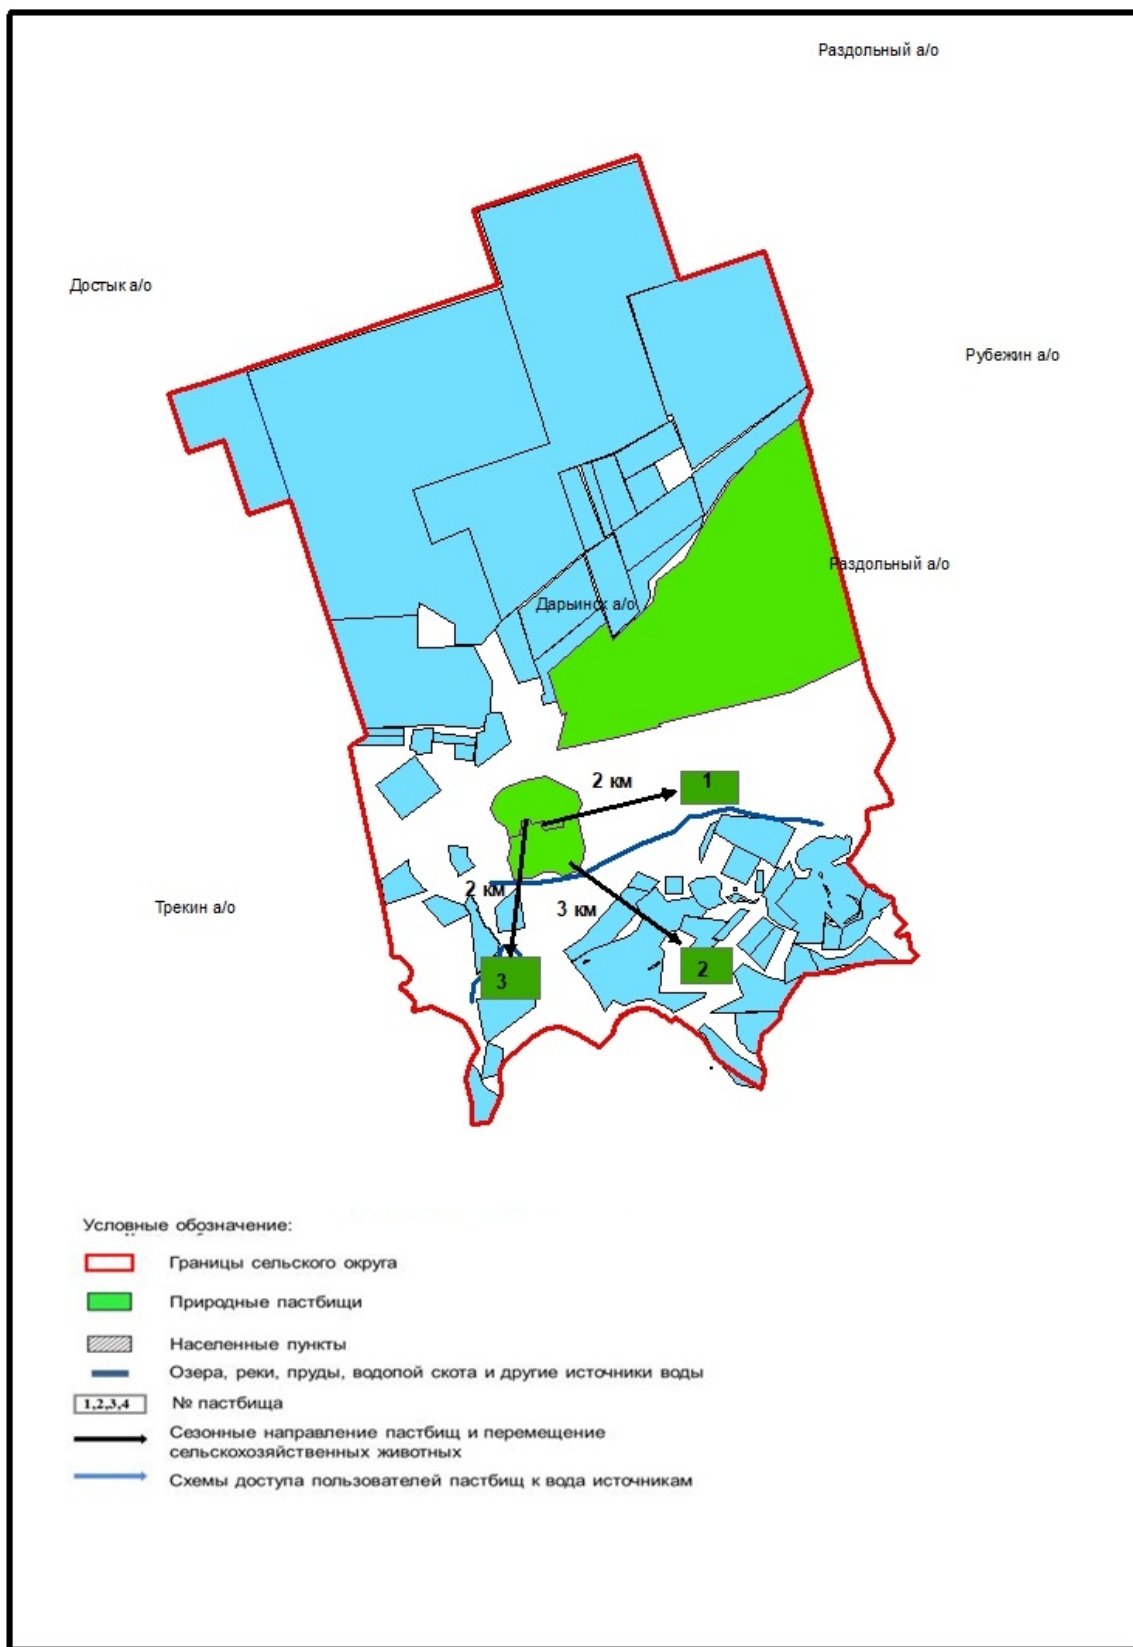 Раздольный а/о
Достык а/о
Рубежин а/о
Раздольный а/о
Дарьинск а/о
2 км
1
2 км
3 км
Трекин а/о
2
3
Условные обозначение:
Границы сельского округа
Природные пастбищи
Населенные пункты
Озера, реки, пруды, водопой скота и другие источники воды
1,2,3,4
№ пастбища
Сезонные направление пастбищ и перемещение
сельскохозяйственных животных
Схемы доступа пользователей пастбищ к вода источникам